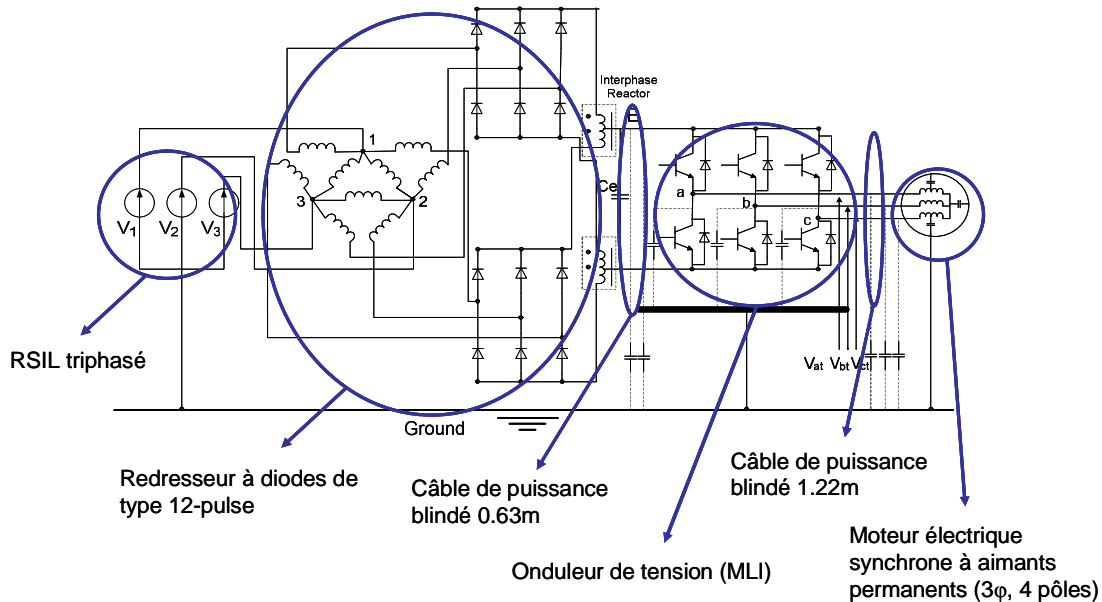 Interphase
Reactor
E
1
Ce
a
3
2
b
V1
V2
V3
c
RSIL triphasé
Vat
Vbt
Vct
Ground
Redresseur à diodes de
type 12-pulse
Câble de puissance
blindé 0.63m
Câble de puissance
blindé 1.22m
Onduleur de tension (MLI)
Moteur électrique
synchrone à aimants
permanents (3φ, 4 pôles)